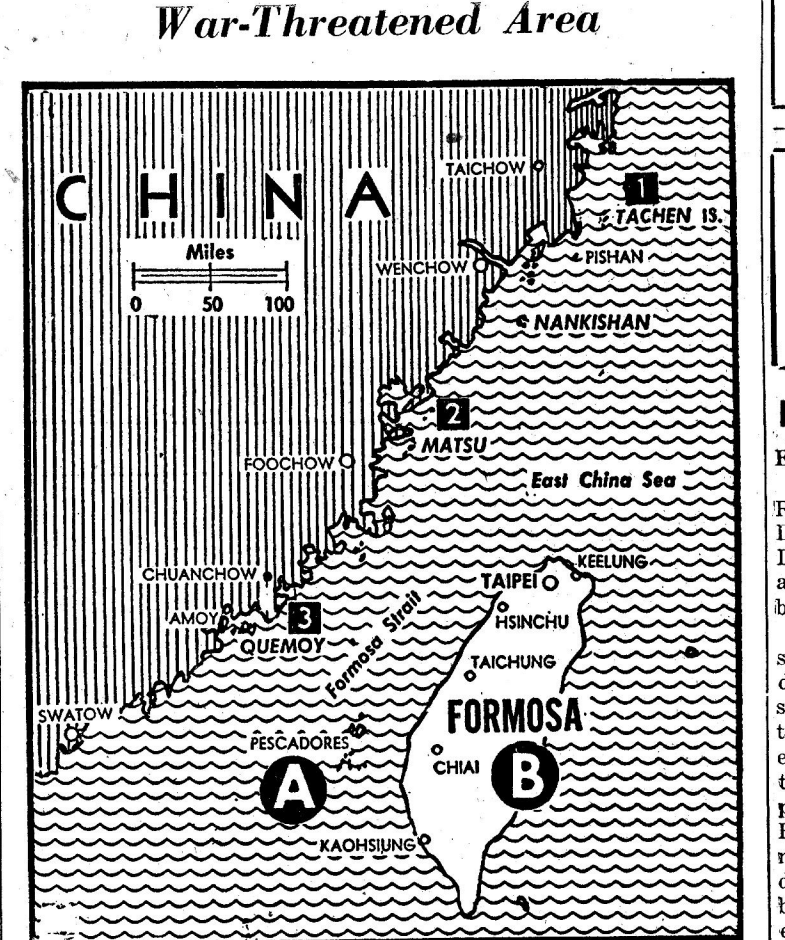 War-Threatened Area
CHINA
Miles
0 50 100
TAICHOW
1
TACHEN IS.
PISHAN
WENCHOW
NANKISHAN
2
MATSU
FOOCHOW
East China Sea
CHUANCHOW
KEELUNG
TAIPEI
HSINCHU
AMOY
3
QUEMOY
Formosa Strait
TAICHUNG
SWATOW
FORMOSA
PESCADORES
A
CHIAI
B
KAOHSIUNG